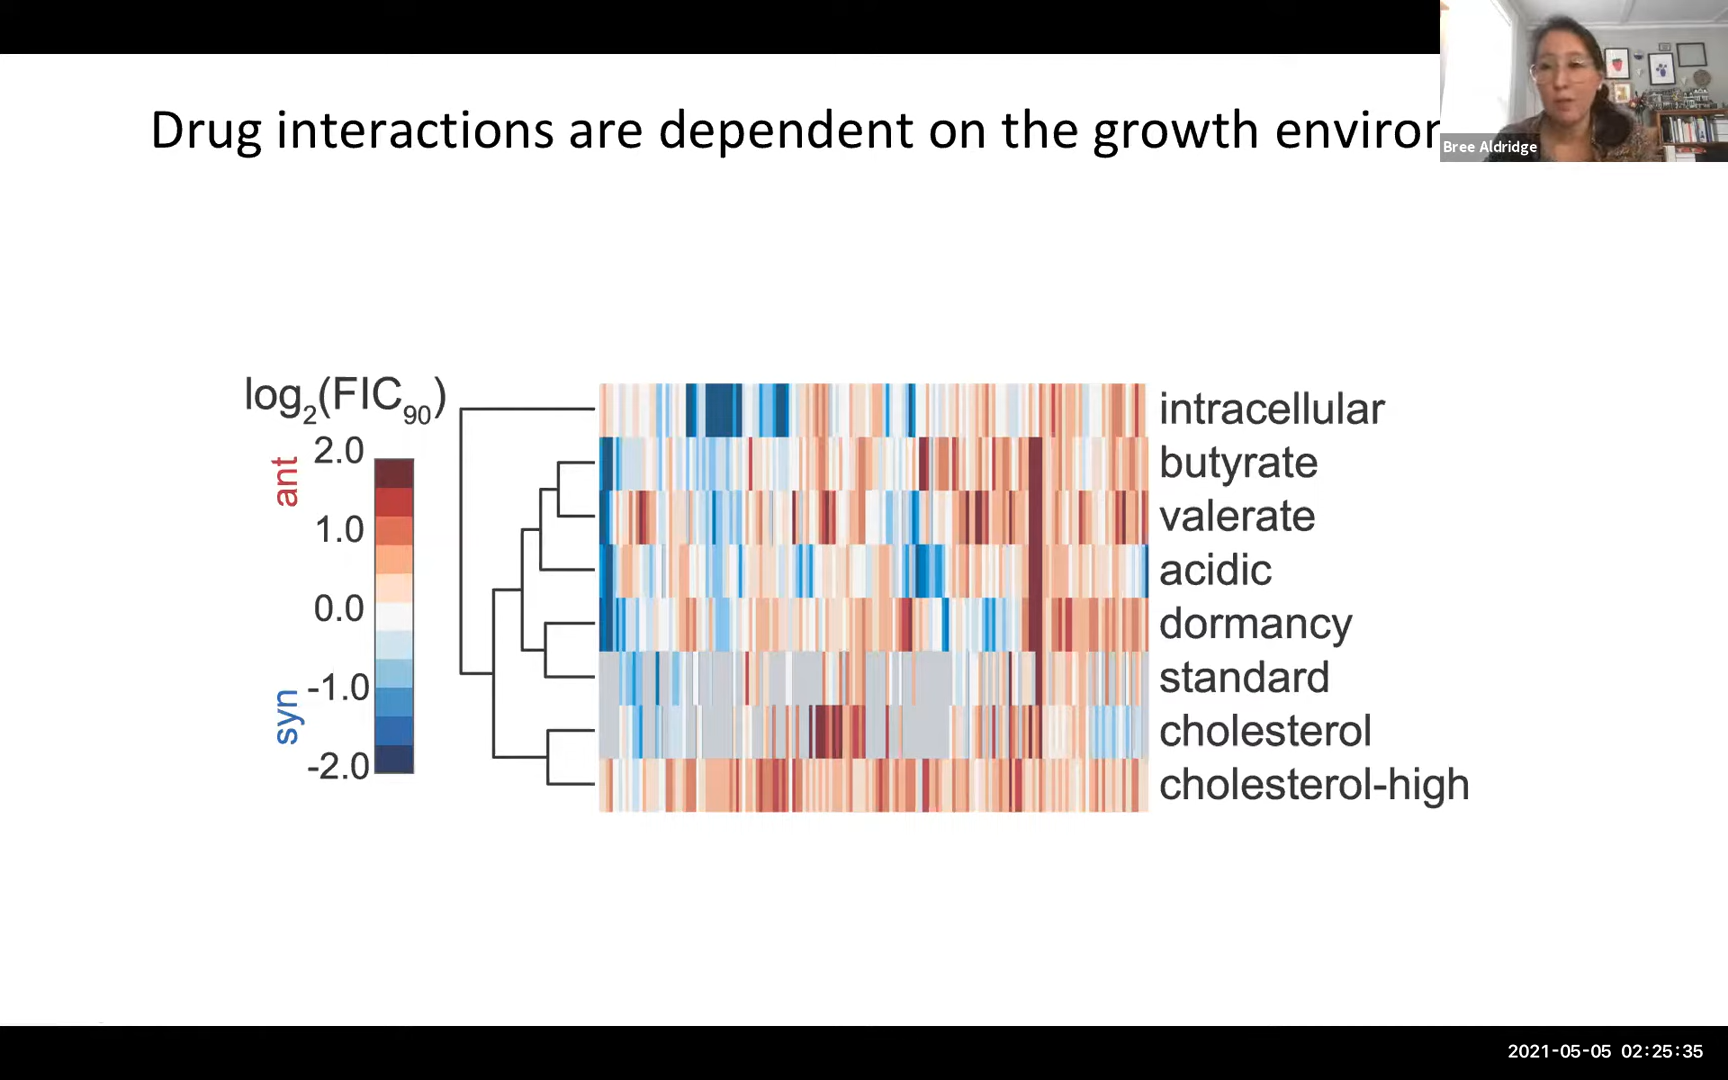 Drug interactions are dependent on the growth
Bree Aldridge
log2(FIC90)
ant
2.0
1.0
0.0
-1.0
-2.0
syn
intracellular
butyrate
valerate
acidic
dormancy
standard
cholesterol
cholesterol-high
2021-05-05 02:25:35